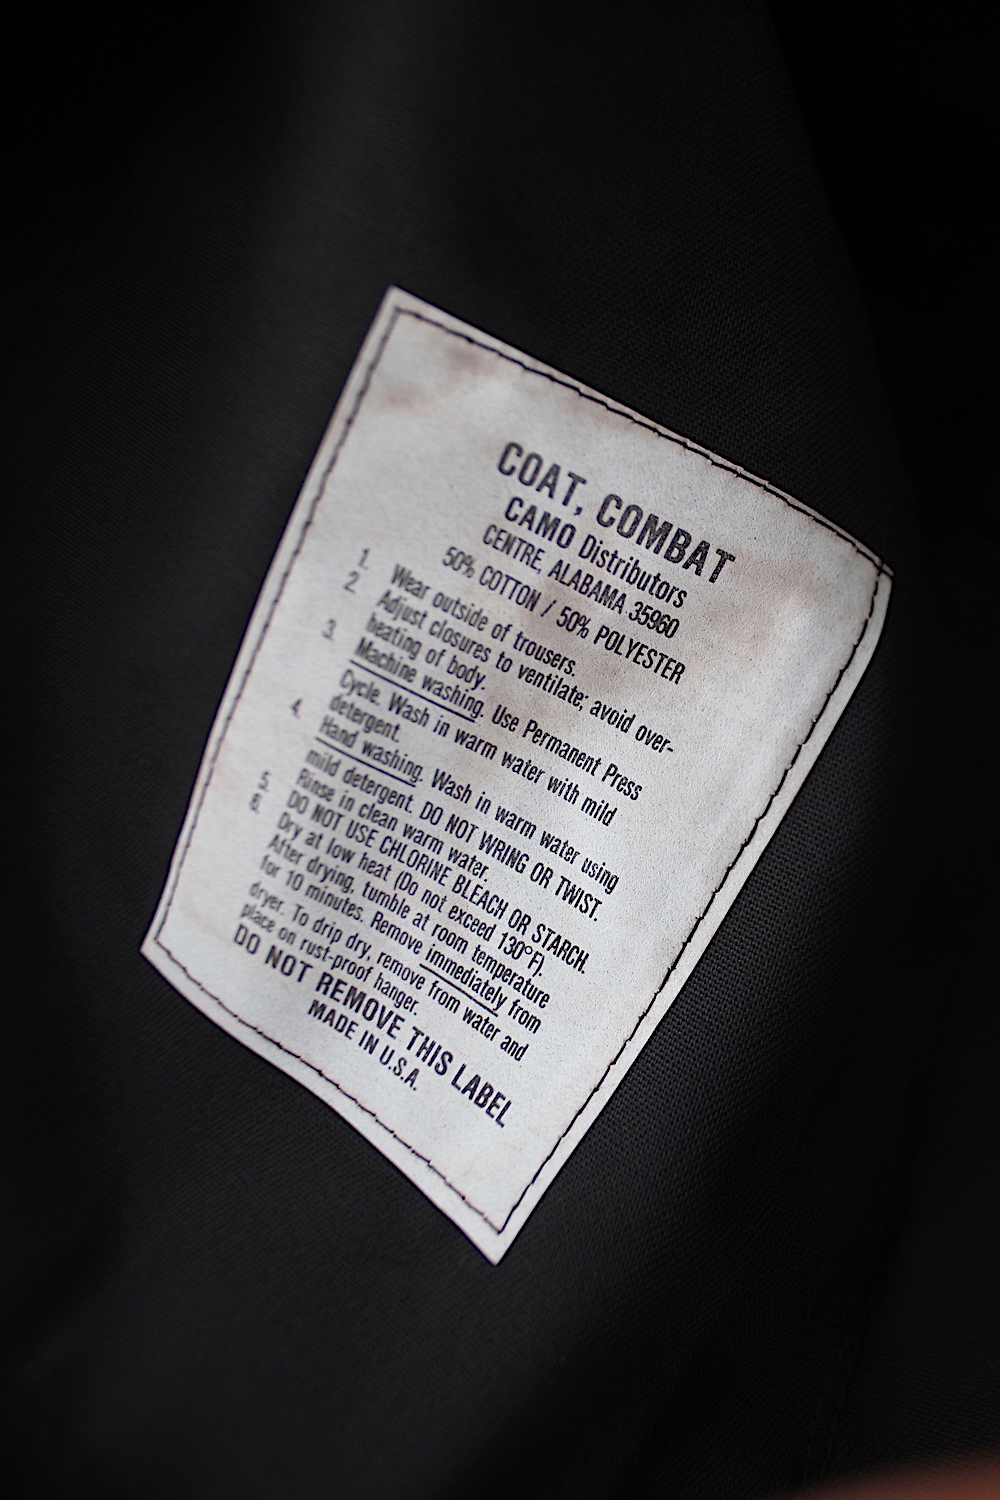 COAT, COMBAT
CAMO Distributors
CENTRE, ALABAMA 35960
50% COTTON / 50% POLYESTER
1. Wear outside of trousers.
2. Adjust closures to ventilate; avoid over-
heating of body.
3. Machine washing. Use Permanent Press
Cycle. Wash in warm water with mild
detergent.
4. Hand washing. Wash in warm water using
mild detergent. DO NOT WRING OR TWIST.
Rinse in clean warm water.
5. DO NOT USE CHLORINE BLEACH OR STARCH.
6. Dry at low heat (Do not exceed 130°F).
After drying, tumble at room temperature
for 10 minutes. Remove immediately from
dryer. To drip dry, remove from water and
place on rust-proof hanger.
DO NOT REMOVE THIS LABEL
MADE IN U.S.A.